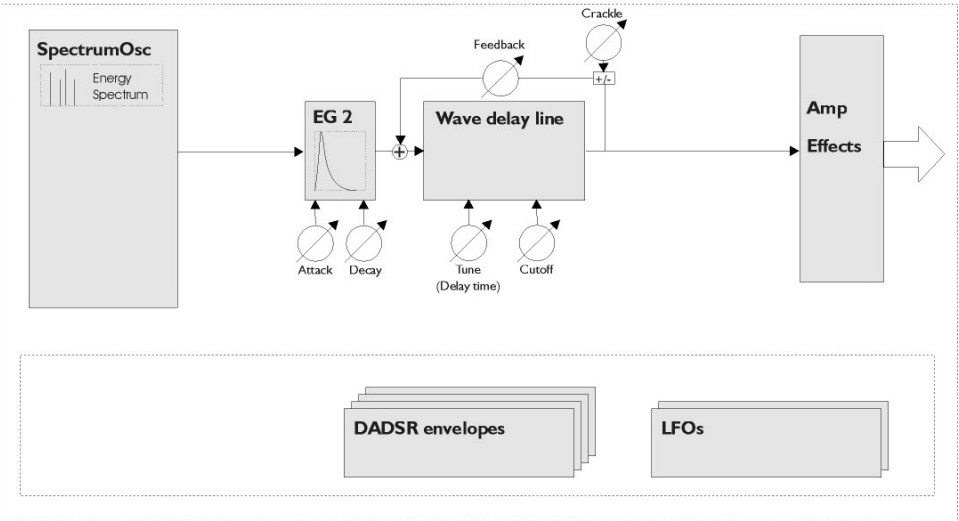 Crackle
SpectrumOsc
Feedback
Energy
Spectrum
+/-
EG 2
Wave delay line
Amp
Effects
+
Attack
Decay
Tune
(Delay time)
Cutoff
DADSR envelopes
LFOs